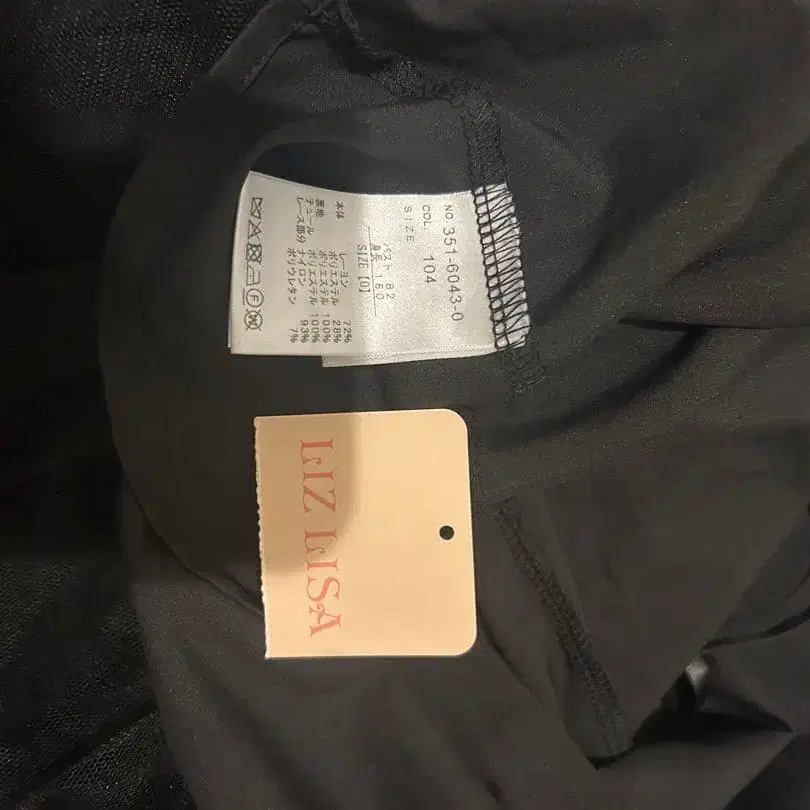 NO. 351-6043-0
COL. 104
SIZE
バスト 82
身長 160
SIZE [0]
本体 レーヨン 72%
ポリエステル 28%
裏地 ポリエステル 100%
チュール ポリエステル 100%
レース部分 ナイロン 93%
ポリウレタン 7%
LIZ LISA